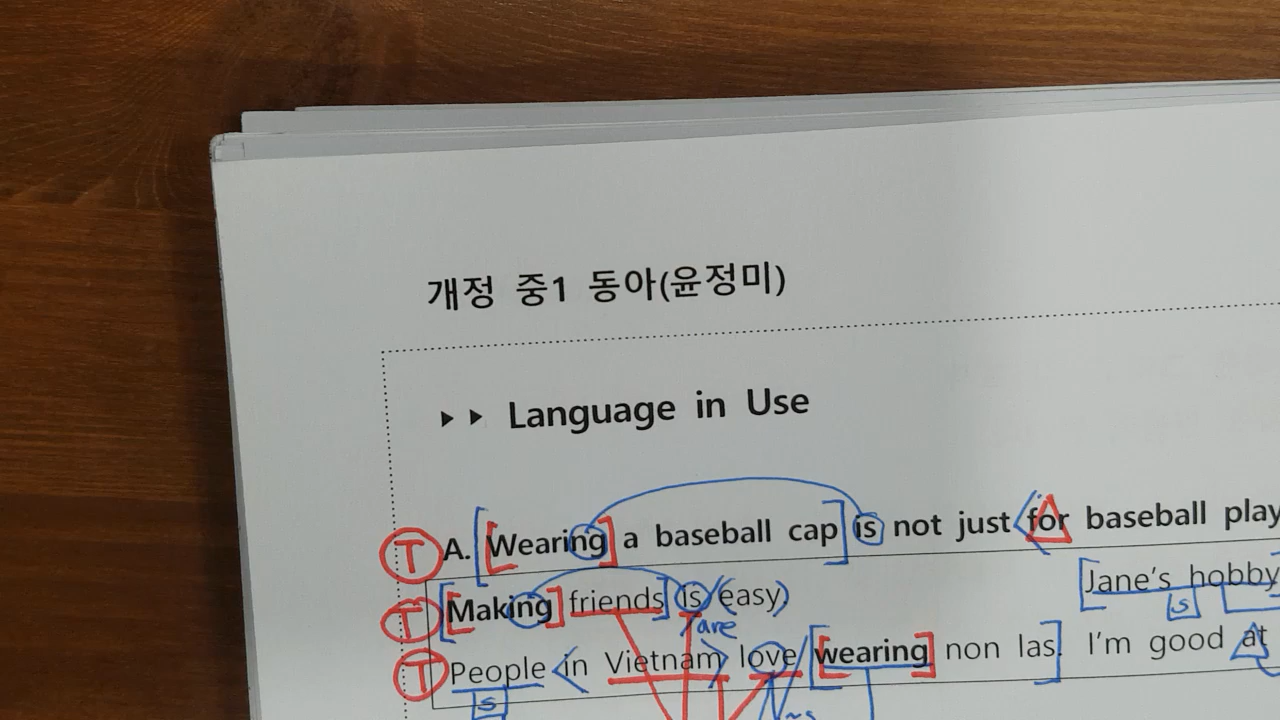 개정 중1 동아(윤정미)
▶ ▶ Language in Use
T A. [Wearing] a baseball cap] is not just for baseball play
T [Making] friends] is (easy) Jane's hobby
are s
T People <in Vietnam> love [wearing] non las] I'm good at
s